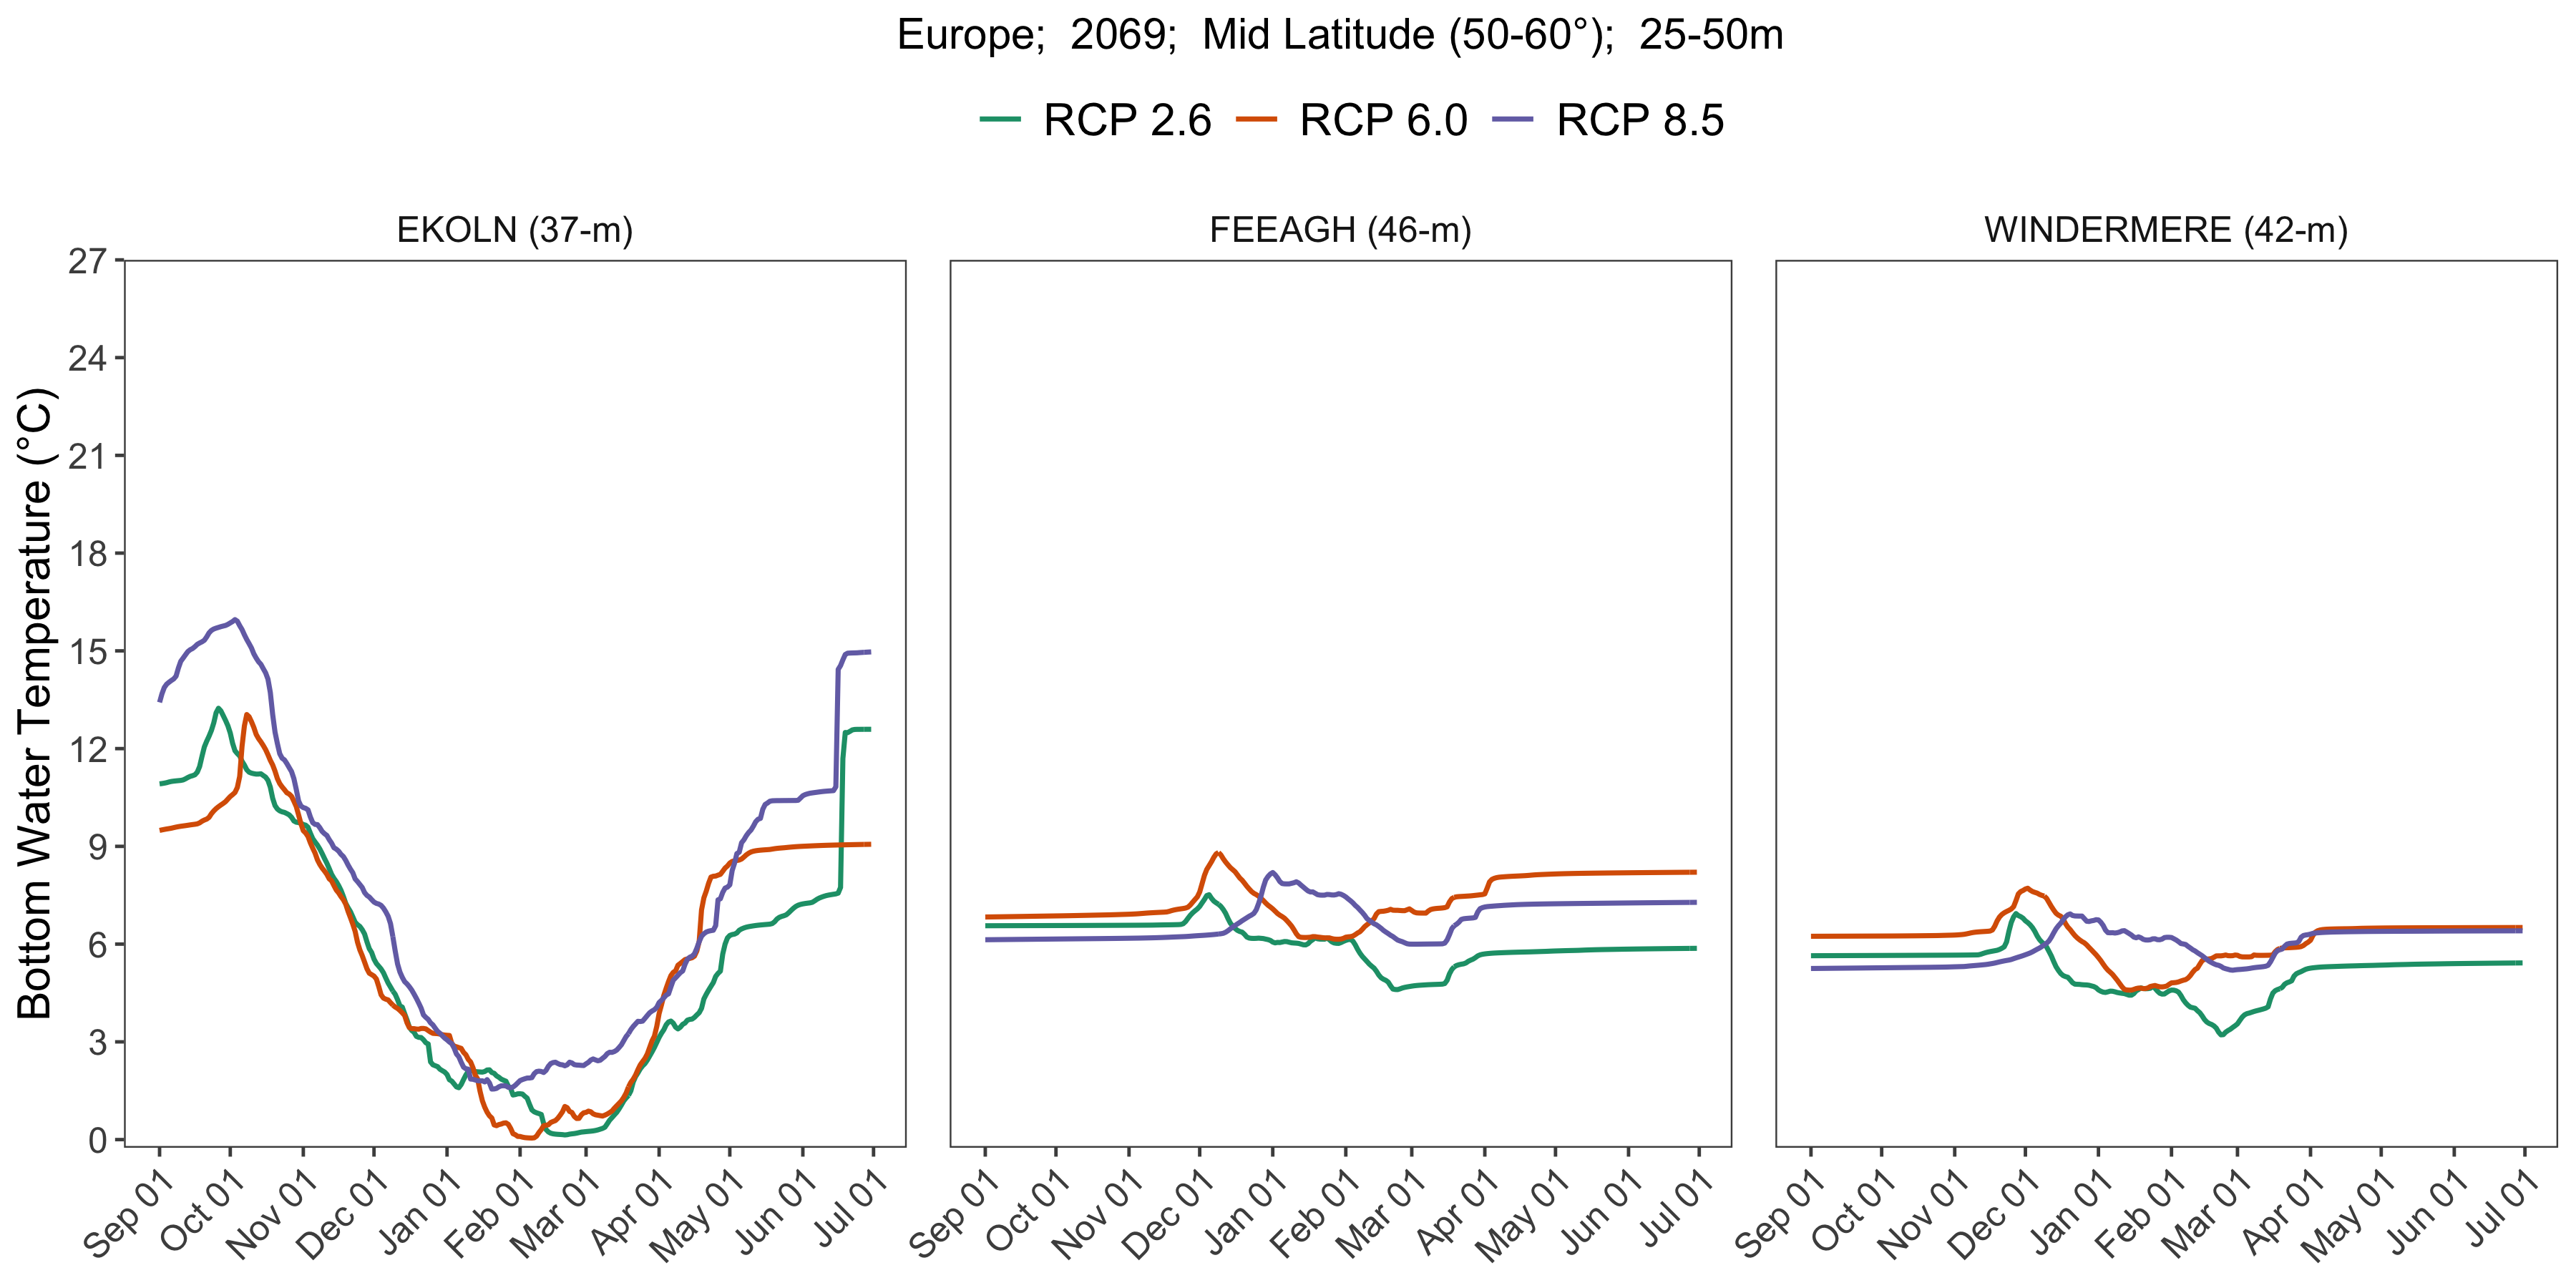 Europe;  2069;  Mid Latitude (50-60°);  25-50m
RCP 2.6 RCP 6.0 RCP 8.5
EKOLN (37-m) FEEAGH (46-m) WINDERMERE (42-m)
Bottom Water Temperature (°C)
27
24
21
18
15
12
9
6
3
0
Sep 01 Oct 01 Nov 01 Dec 01 Jan 01 Feb 01 Mar 01 Apr 01 May 01 Jun 01 Jul 01
Sep 01 Oct 01 Nov 01 Dec 01 Jan 01 Feb 01 Mar 01 Apr 01 May 01 Jun 01 Jul 01
Sep 01 Oct 01 Nov 01 Dec 01 Jan 01 Feb 01 Mar 01 Apr 01 May 01 Jun 01 Jul 01